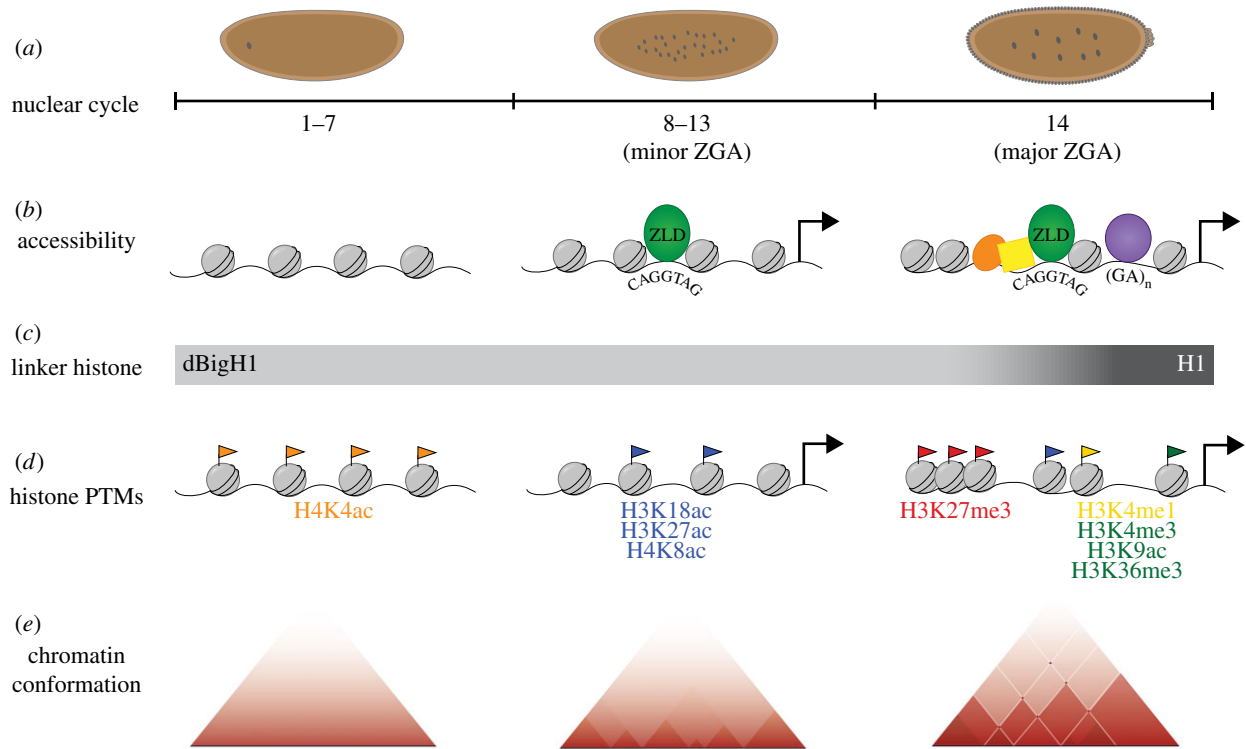 (a)
nuclear cycle
1–7
8–13
(minor ZGA)
14
(major ZGA)
(b)
accessibility
ZLD
CAGGTAG
ZLD
CAGGTAG
(GA)n
(c)
linker histone
dBigH1
H1
(d)
histone PTMs
H4K4ac
H3K18ac
H3K27ac
H4K8ac
H3K27me3
H3K4me1
H3K4me3
H3K9ac
H3K36me3
(e)
chromatin
conformation